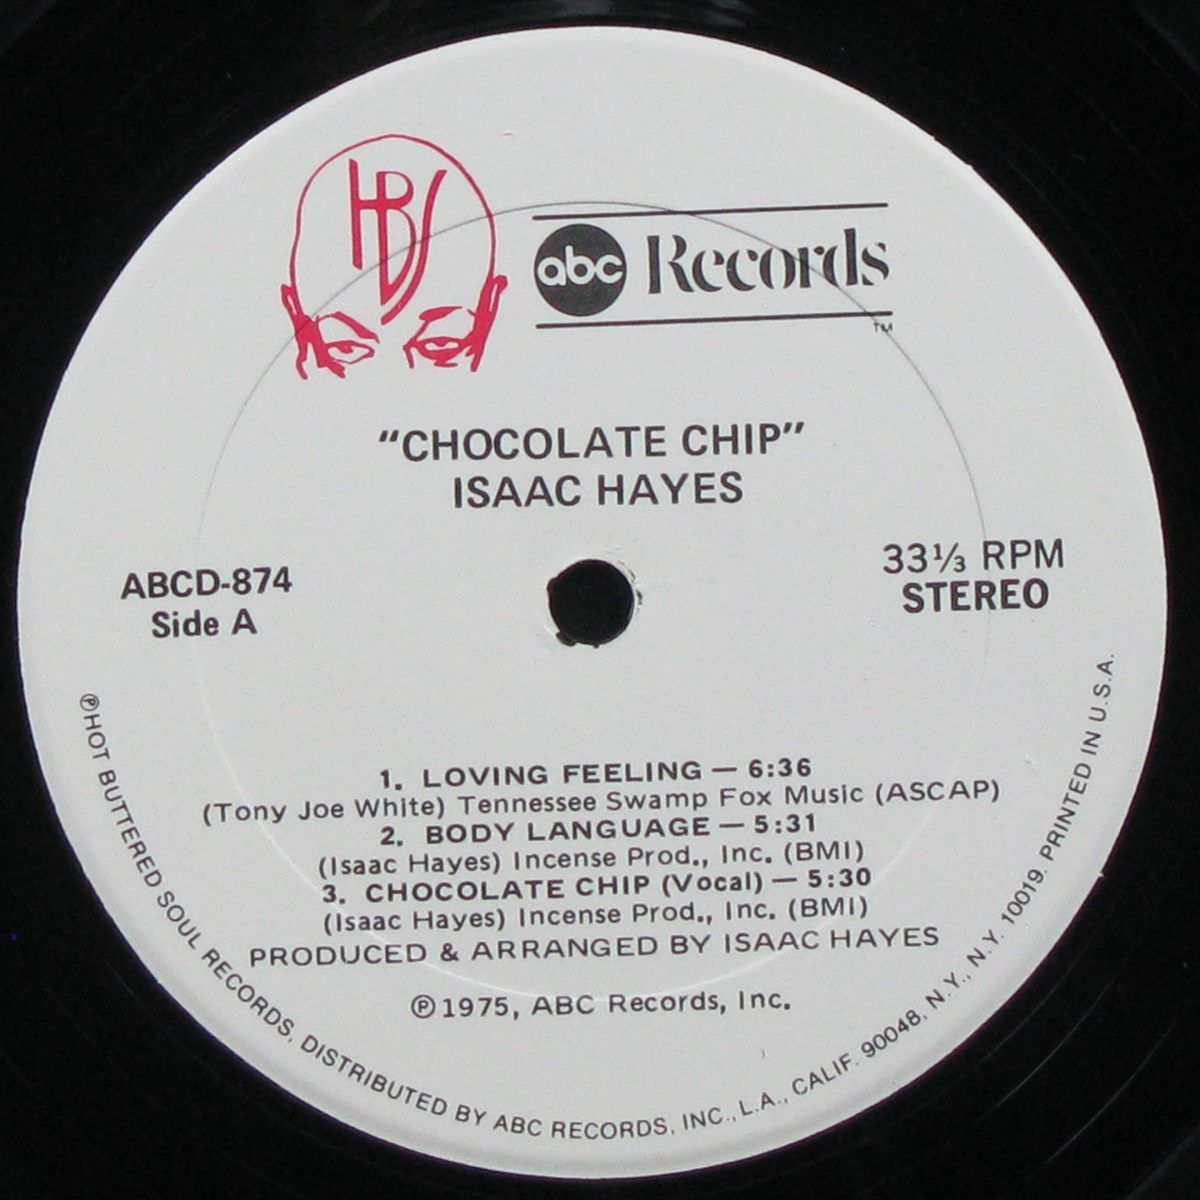 HBS
abc Records
TM
“CHOCOLATE CHIP”
ISAAC HAYES
ABCD-874
Side A
33⅓ RPM
STEREO
1. LOVING FEELING — 6:36
(Tony Joe White) Tennessee Swamp Fox Music (ASCAP)
2. BODY LANGUAGE — 5:31
(Isaac Hayes) Incense Prod., Inc. (BMI)
3. CHOCOLATE CHIP (Vocal) — 5:30
(Isaac Hayes) Incense Prod., Inc. (BMI)
PRODUCED & ARRANGED BY ISAAC HAYES
℗1975, ABC Records, Inc.
℗HOT BUTTERED SOUL RECORDS, DISTRIBUTED BY ABC RECORDS, INC., L.A., CALIF. 90048, N.Y., N.Y. 10019. PRINTED IN U.S.A.